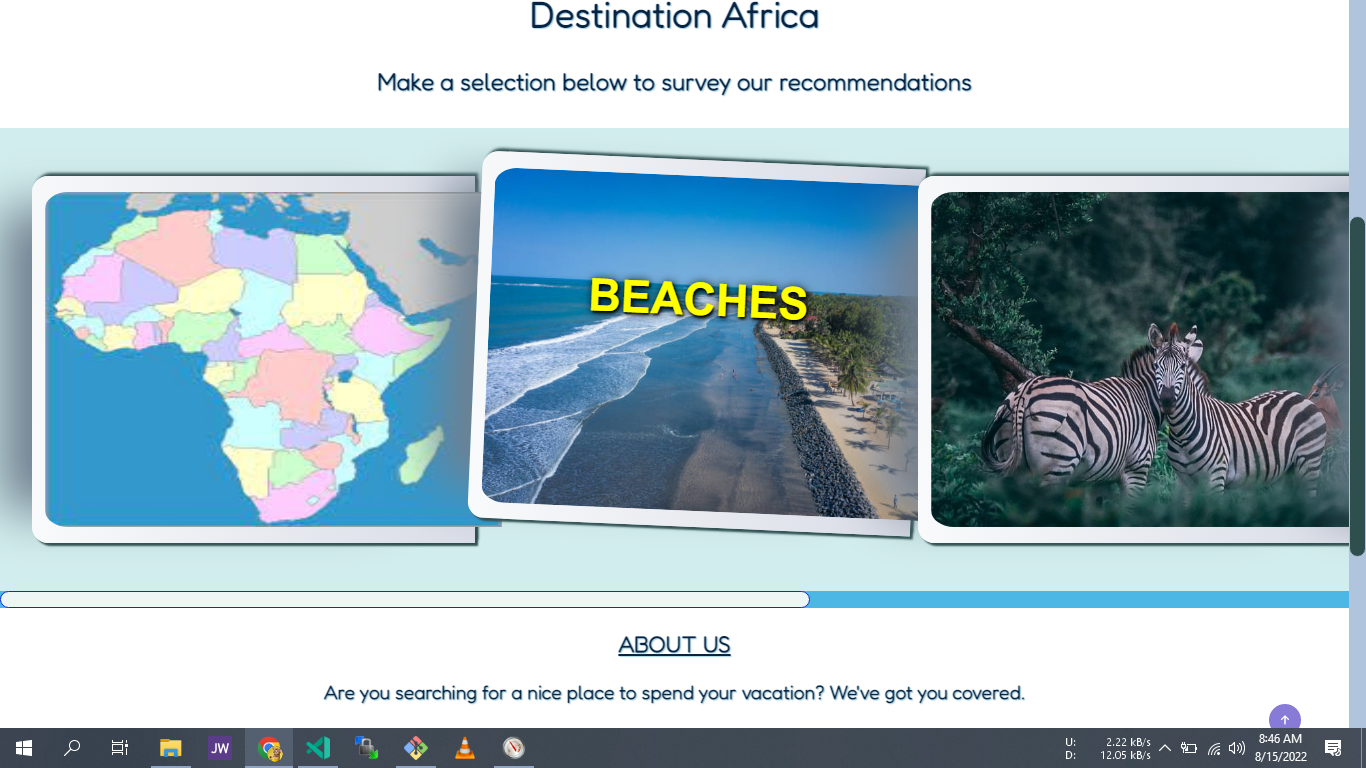 Destination Africa
Make a selection below to survey our recommendations
BEACHES
ABOUT US
Are you searching for a nice place to spend your vacation? We've got you covered.
JW
U: 2.22 kB/s
D: 12.05 kB/s
8:46 AM
8/15/2022